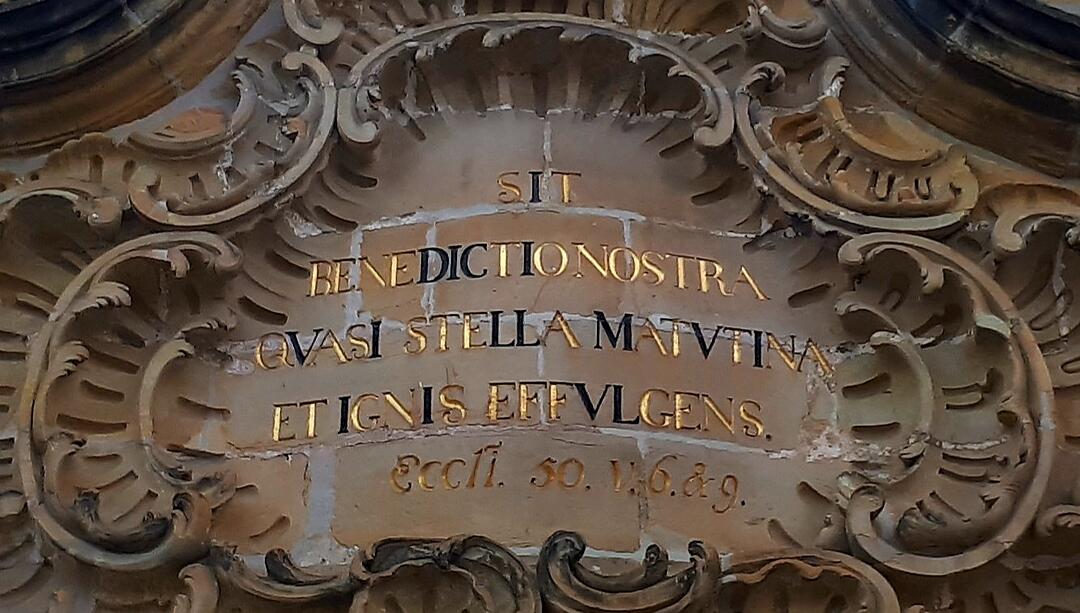 SIT
BENEDICTIO NOSTRA
QVASI STELLA MATVTINA
ET IGNIS EFFVLGENS.
Eccli. 50. V. 6. & 9.